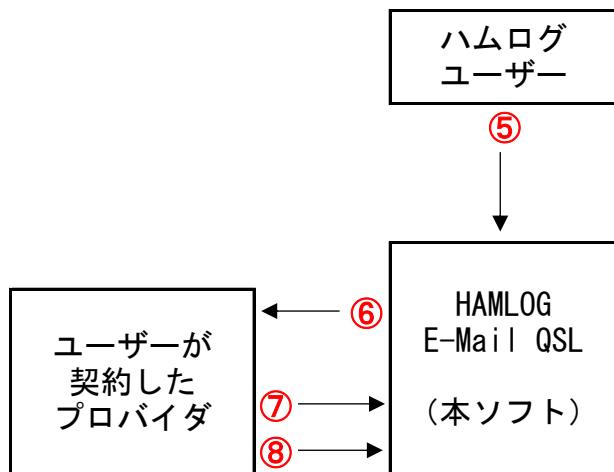 ハムログ
ユーザー
⑤
⑥
HAMLOG
E-Mail QSL
(本ソフト)
ユーザーが
契約した
プロバイダ
⑦
⑧